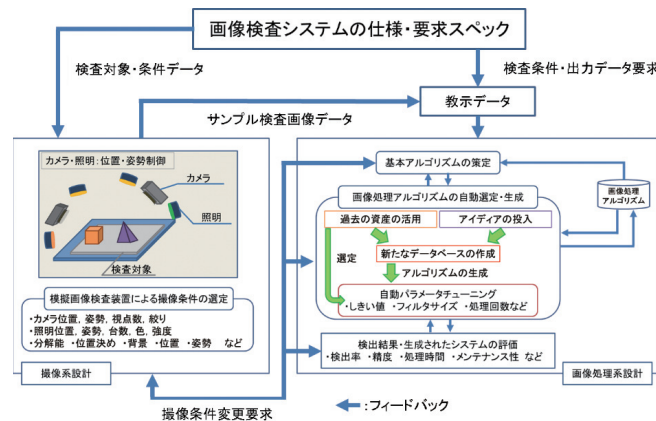 画像検査システムの仕様・要求スペック
検査対象・条件データ
検査条件・出力データ要求
教示データ
サンプル検査画像データ
カメラ・照明:位置・姿勢制御
カメラ
照明
検査対象
模擬画像検査装置による撮像条件の選定
・カメラ位置, 姿勢, 視点数, 絞り
・照明位置, 姿勢, 台数, 色, 強度
・分解能 ・位置決め ・背景 ・位置 ・姿勢 など
撮像系設計
基本アルゴリズムの策定
画像処理アルゴリズムの自動選定・生成
画像処理
アルゴリズム
過去の資産の活用
アイディアの投入
選定
新たなデータベースの作成
アルゴリズムの生成
自動パラメータチューニング
・しきい値 ・フィルタサイズ ・処理回数など
検出結果・生成されたシステムの評価
・検出率 ・精度 ・処理時間 ・メンテナンス性 など
画像処理系設計
撮像条件変更要求
:フィードバック